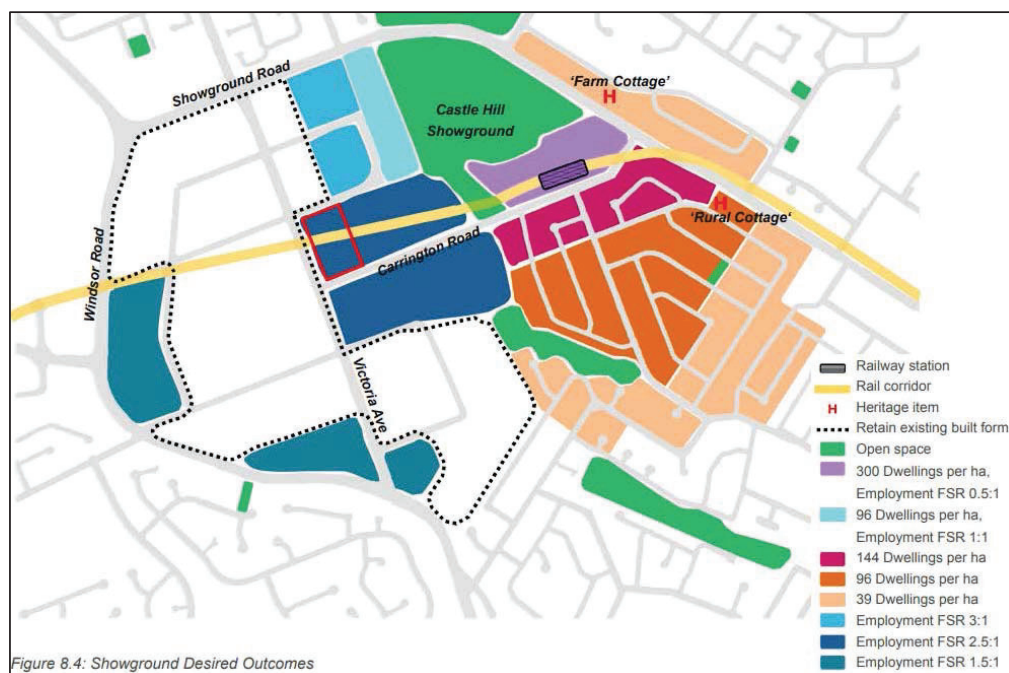 Showground Road
'Farm Cottage'
H
Castle Hill
Showground
H
'Rural Cottage'
Carrington Road
Windsor Road
Victoria Ave
Railway station
Rail corridor
H Heritage item
Retain existing built form
Open space
300 Dwellings per ha,
Employment FSR 0.5:1
96 Dwellings per ha,
Employment FSR 1:1
144 Dwellings per ha
96 Dwellings per ha
39 Dwellings per ha
Employment FSR 3:1
Employment FSR 2.5:1
Employment FSR 1.5:1
Figure 8.4: Showground Desired Outcomes